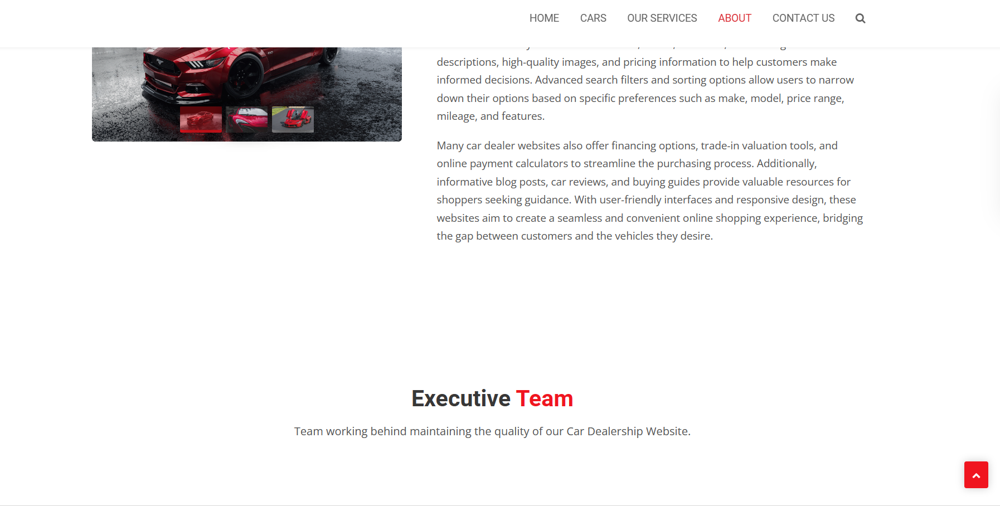 HOME CARS OUR SERVICES ABOUT CONTACT US
descriptions, high-quality images, and pricing information to help customers make
informed decisions. Advanced search filters and sorting options allow users to narrow
down their options based on specific preferences such as make, model, price range,
mileage, and features.
Many car dealer websites also offer financing options, trade-in valuation tools, and
online payment calculators to streamline the purchasing process. Additionally,
informative blog posts, car reviews, and buying guides provide valuable resources for
shoppers seeking guidance. With user-friendly interfaces and responsive design, these
websites aim to create a seamless and convenient online shopping experience, bridging
the gap between customers and the vehicles they desire.
Executive Team
Team working behind maintaining the quality of our Car Dealership Website.